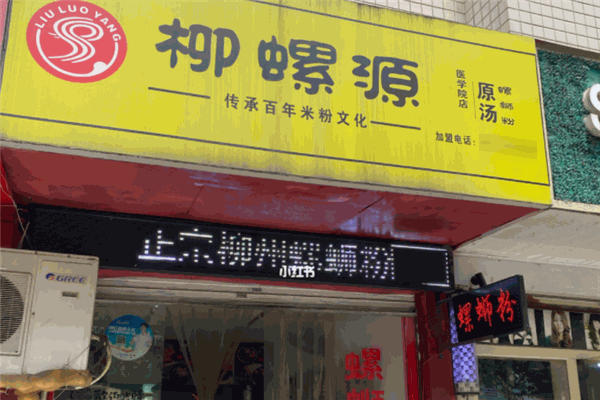 LIU LUO YANG
柳螺源
传承百年米粉文化
医学院店
原汤
螺蛳粉
加盟电话:
正宗柳州螺蛳粉
小红书
GREE
螺蛳粉
螺
S